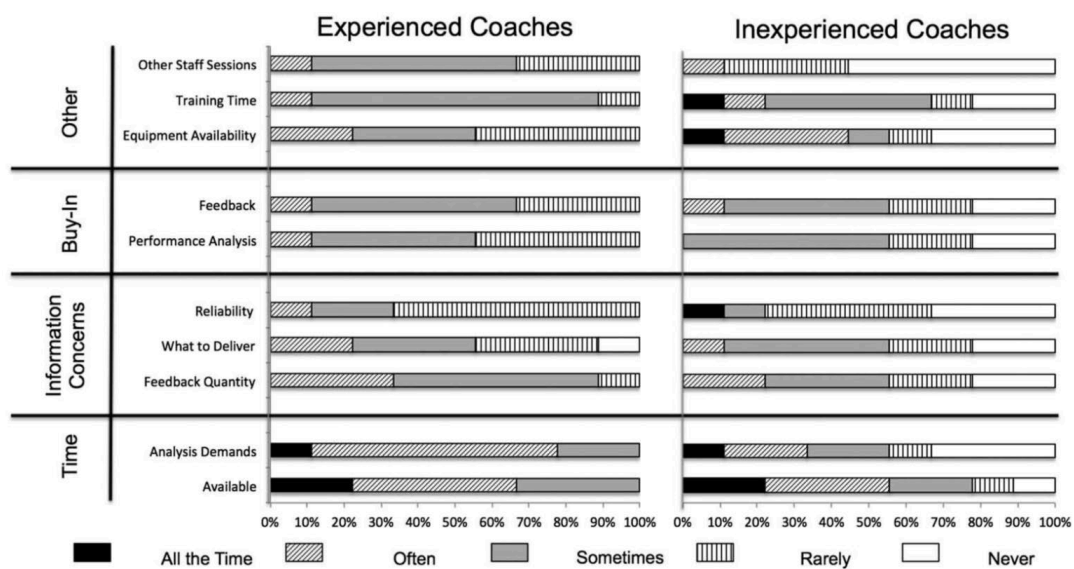 Experienced Coaches
Inexperienced Coaches
Other
Other Staff Sessions
Training Time
Equipment Availability
Buy-In
Feedback
Performance Analysis
Information
Concerns
Reliability
What to Deliver
Feedback Quantity
Time
Analysis Demands
Available
0% 10% 20% 30% 40% 50% 60% 70% 80% 90% 100%
0% 10% 20% 30% 40% 50% 60% 70% 80% 90% 100%
All the Time Often Sometimes Rarely Never